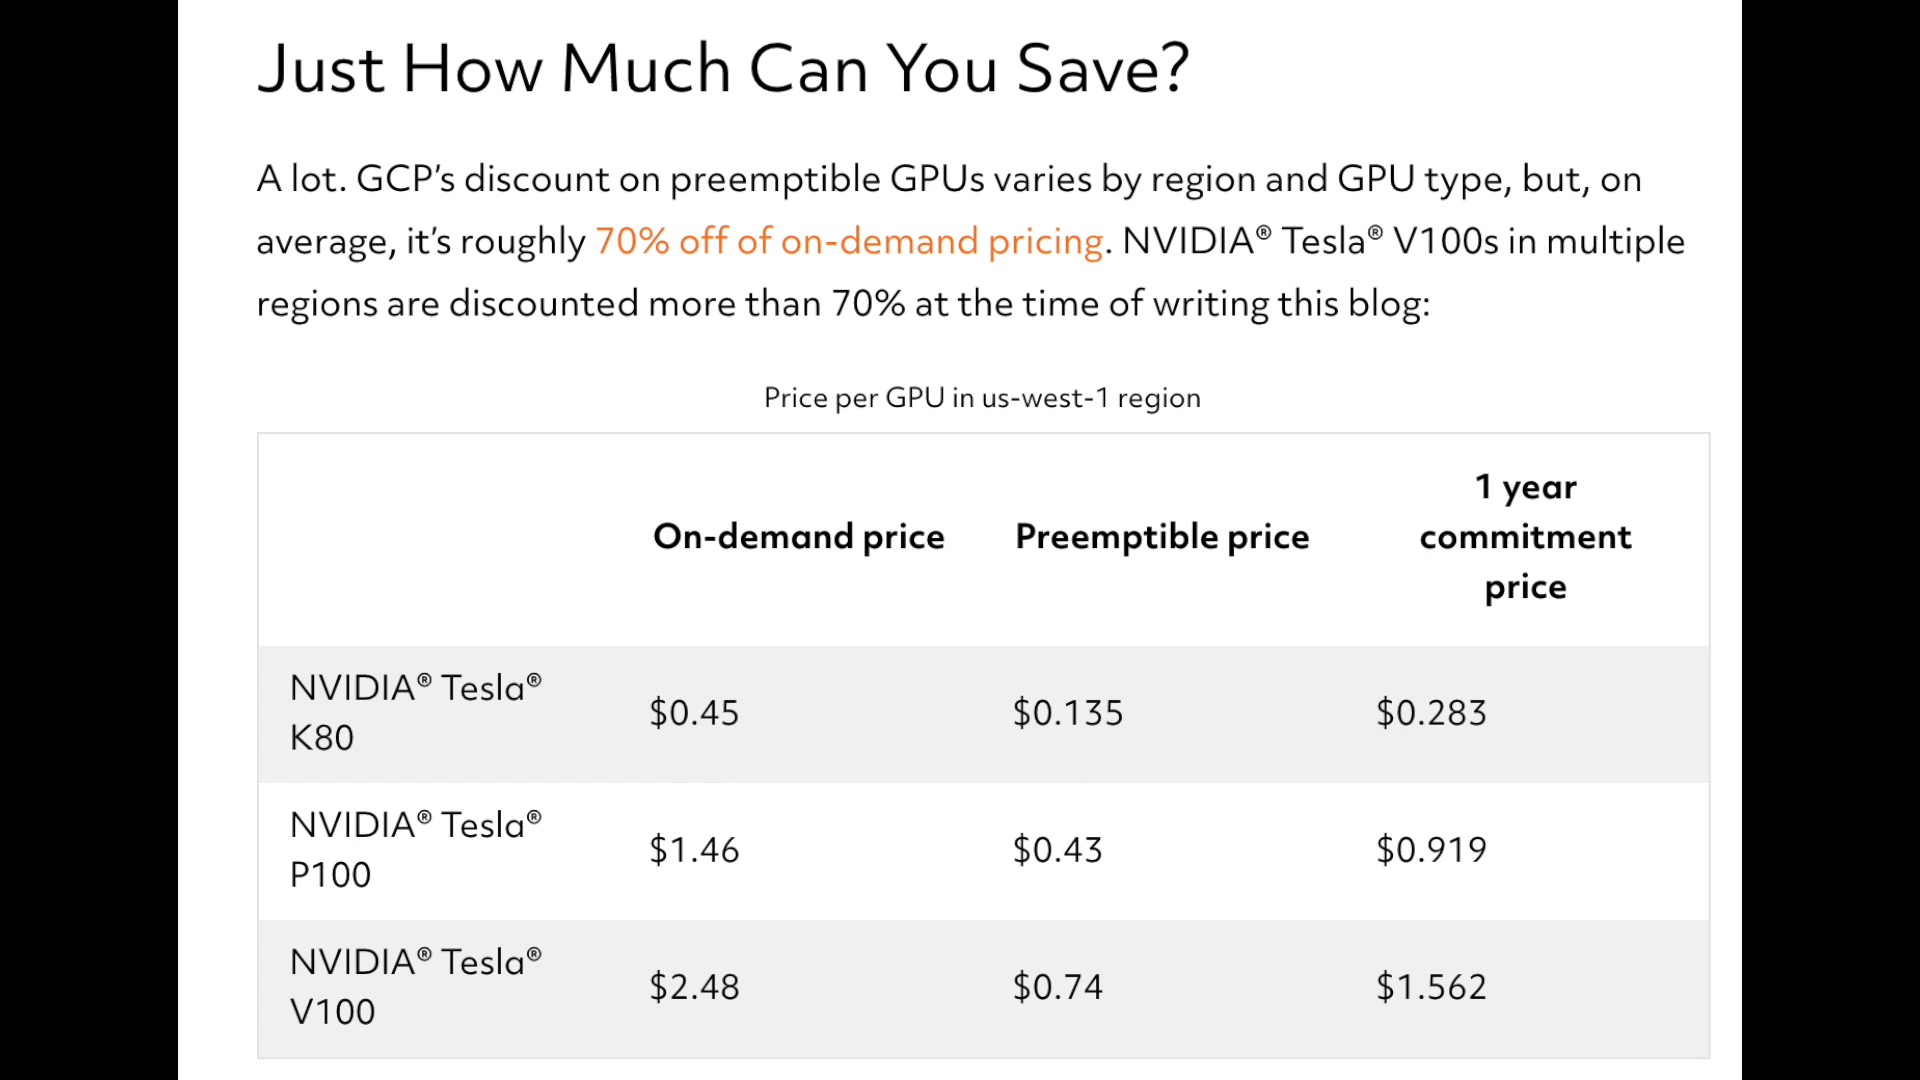 Just How Much Can You Save?
A lot. GCP’s discount on preemptible GPUs varies by region and GPU type, but, on
average, it’s roughly 70% off of on-demand pricing. NVIDIA® Tesla® V100s in multiple
regions are discounted more than 70% at the time of writing this blog:
Price per GPU in us-west-1 region
On-demand price Preemptible price 1 year
commitment
price
NVIDIA® Tesla®
K80
$0.45 $0.135 $0.283
NVIDIA® Tesla®
P100
$1.46 $0.43 $0.919
NVIDIA® Tesla®
V100
$2.48 $0.74 $1.562